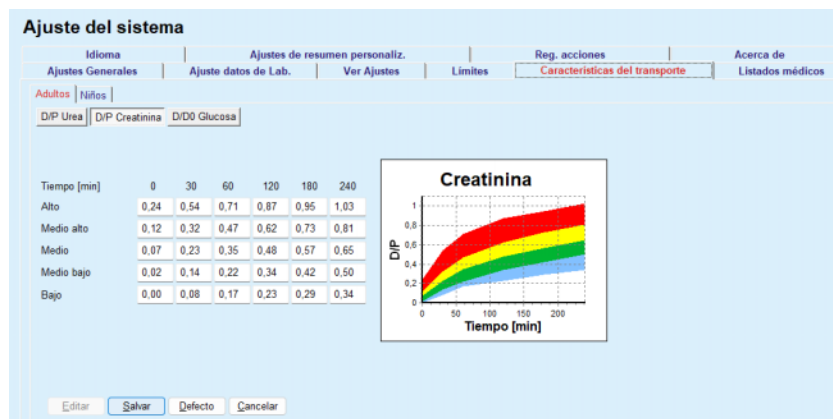 Ajuste del sistema
Idioma Ajustes de resumen personaliz. Reg. acciones Acerca de
Ajustes Generales Ajuste datos de Lab. Ver Ajustes Límites Características del transporte Listados médicos
Adultos Niños
D/P Urea D/P Creatinina D/D0 Glucosa
Tiempo [min] 0 30 60 120 180 240
Alto 0,24 0,54 0,71 0,87 0,95 1,03
Medio alto 0,12 0,32 0,47 0,62 0,73 0,81
Medio 0,07 0,23 0,35 0,48 0,57 0,65
Medio bajo 0,02 0,14 0,22 0,34 0,42 0,50
Bajo 0,00 0,08 0,17 0,23 0,29 0,34
Creatinina
D/P
1
0,8
0,6
0,4
0,2
0
0 50 100 150 200
Tiempo [min]
Editar Salvar Defecto Cancelar